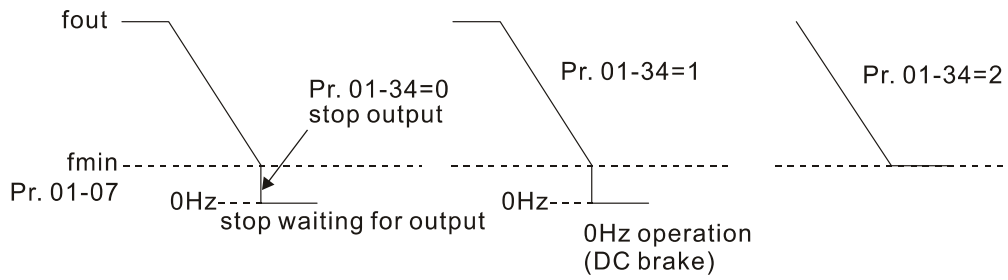 fout
Pr. 01-34=0
stop output
fmin
Pr. 01-07
0Hz
stop waiting for output
Pr. 01-34=1
0Hz
0Hz operation
(DC brake)
Pr. 01-34=2